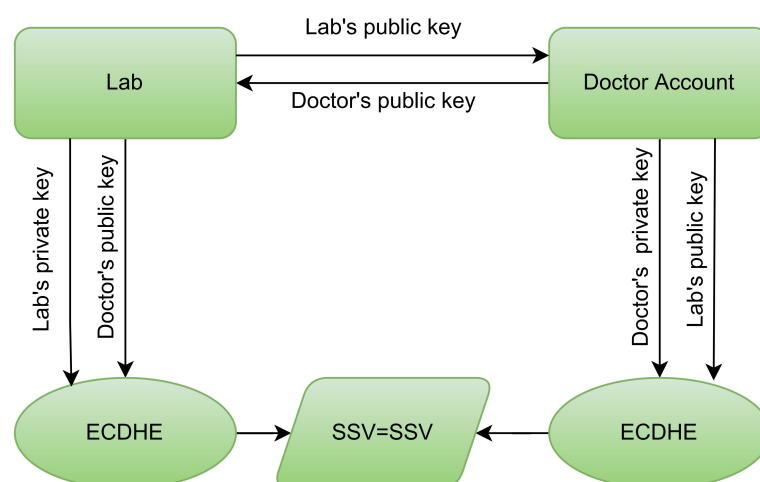 Lab's public key
Lab
Doctor Account
Doctor's public key
Lab's private key
Doctor's public key
Doctor's private key
Lab's public key
ECDHE
SSV=SSV
ECDHE